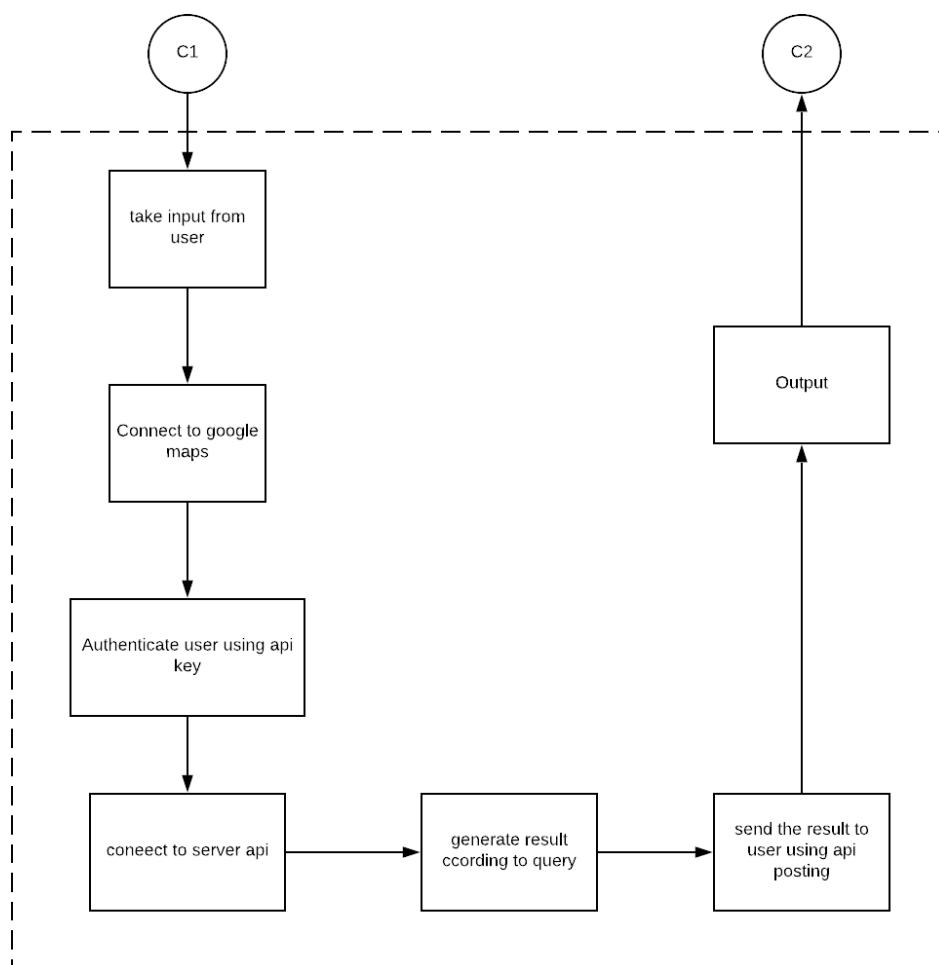 C1
C2
take input from
user
Connect to google
maps
Output
Authenticate user using api
key
coneect to server api
generate result
ccording to query
send the result to
user using api
posting